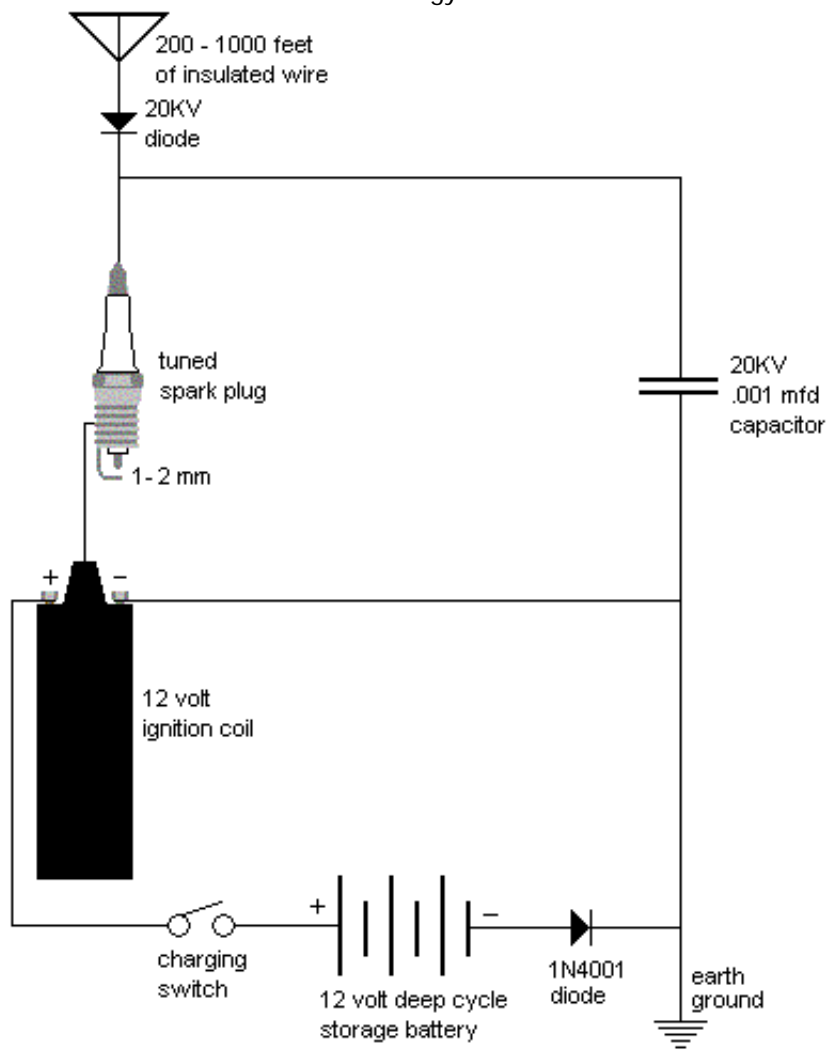 gy
200 - 1000 feet
of insulated wire
20KV
diode
tuned
spark plug
1- 2 mm
20KV
.001 mfd
capacitor
+ −
12 volt
ignition coil
+ −
charging
switch
12 volt deep cycle
storage battery
1N4001
diode
earth
ground